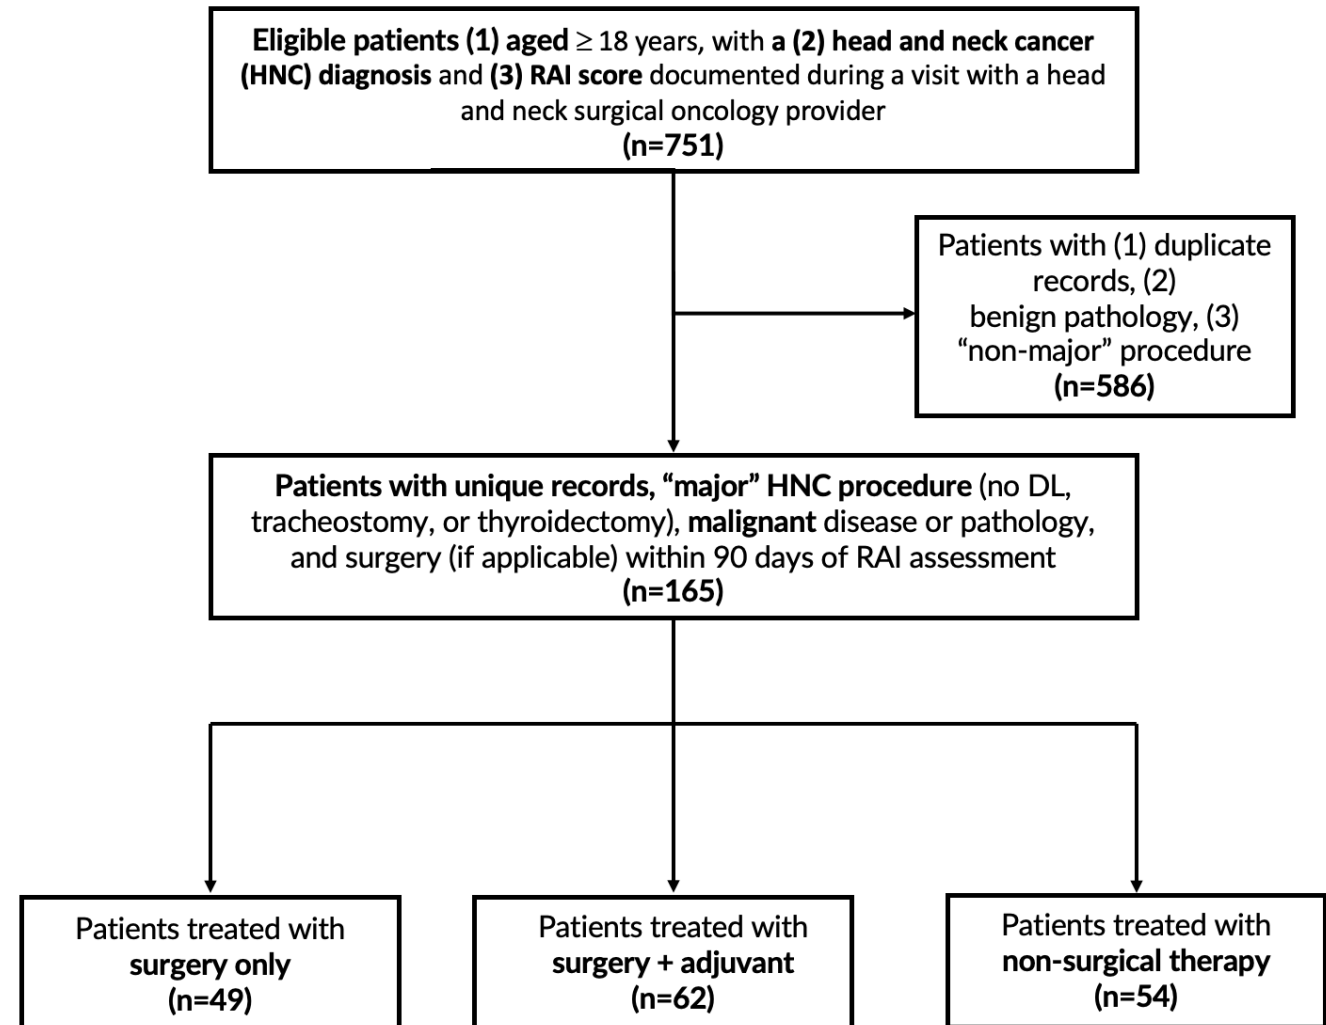 Eligible patients (1) aged ≥ 18 years, with a (2) head and neck cancer
(HNC) diagnosis and (3) RAI score documented during a visit with a head
and neck surgical oncology provider
(n=751)
Patients with (1) duplicate
records, (2)
benign pathology, (3)
“non-major” procedure
(n=586)
Patients with unique records, “major” HNC procedure (no DL,
tracheostomy, or thyroidectomy), malignant disease or pathology,
and surgery (if applicable) within 90 days of RAI assessment
(n=165)
Patients treated with
surgery only
(n=49)
Patients treated with
surgery + adjuvant
(n=62)
Patients treated with
non-surgical therapy
(n=54)